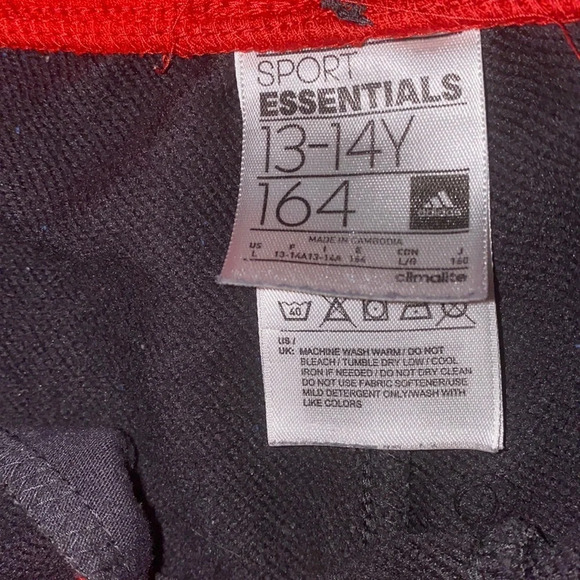 SPORT
ESSENTIALS
13-14Y
164
adidas
MADE IN CAMBODIA
US F I E CDN J
L 13-14A 13-14A 164 L/G 160
climalite
40
US /
UK: MACHINE WASH WARM / DO NOT
BLEACH / TUMBLE DRY LOW / COOL
IRON IF NEEDED / DO NOT DRY CLEAN
DO NOT USE FABRIC SOFTENER/USE
MILD DETERGENT ONLY/WASH WITH
LIKE COLORS